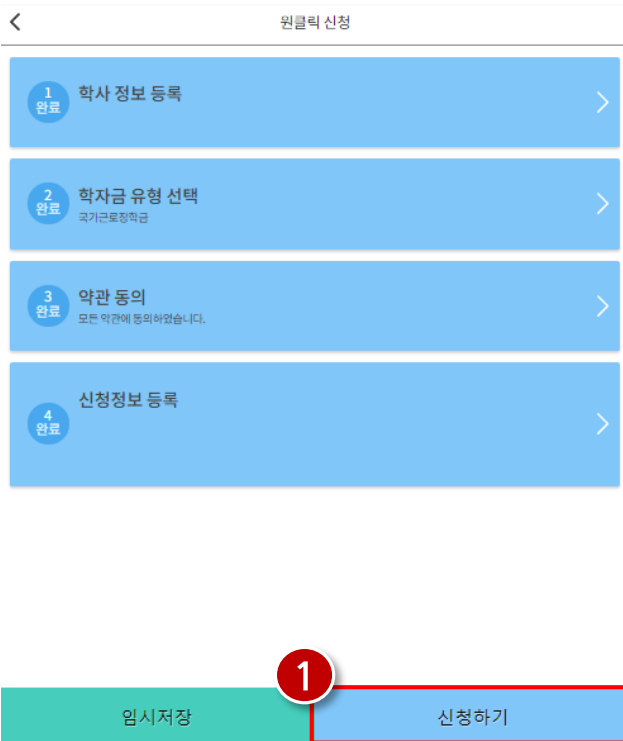 원클릭 신청
1
완료
학사 정보 등록
2
완료
학자금 유형 선택
국가근로장학금
3
완료
약관 동의
모든 약관에 동의하였습니다.
4
완료
신청정보 등록
1
임시저장
신청하기